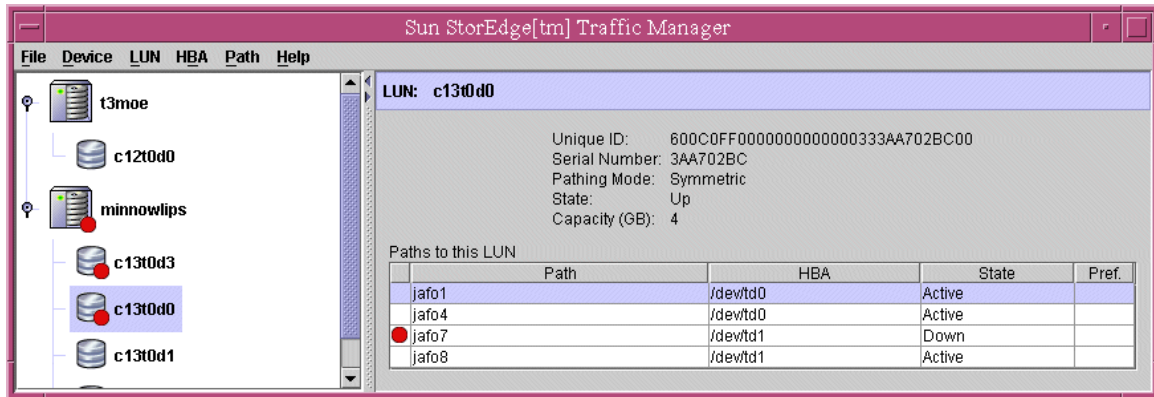 Sun StorEdge[tm] Traffic Manager
File Device LUN HBA Path Help
t3moe
c12t0d0
minnowlips
c13t0d3
c13t0d0
c13t0d1
LUN: c13t0d0
Unique ID: 600C0FF0000000000000333AA702BC00
Serial Number: 3AA702BC
Pathing Mode: Symmetric
State: Up
Capacity (GB): 4
Paths to this LUN
Path HBA State Pref.
jafo1 /dev/td0 Active
jafo4 /dev/td0 Active
jafo7 /dev/td1 Down
jafo8 /dev/td1 Active